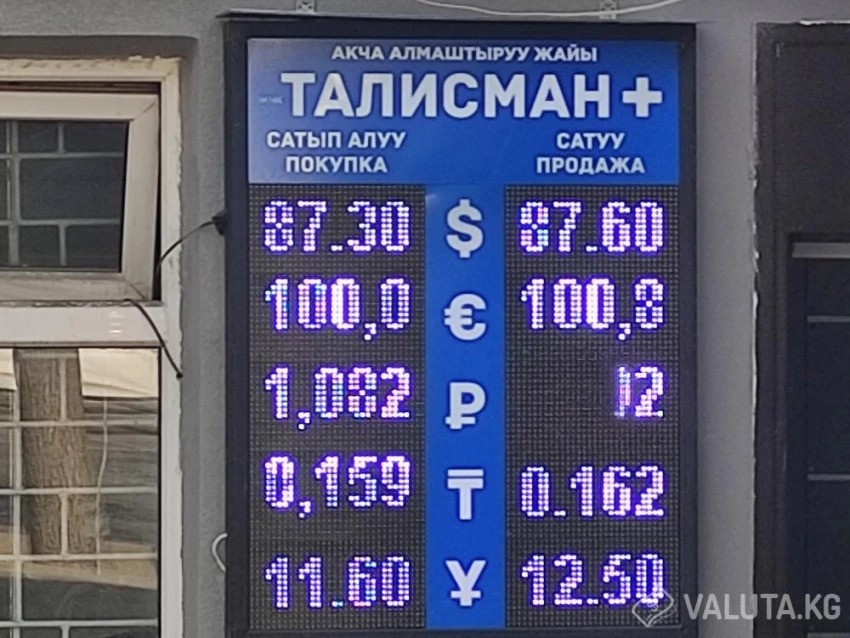 АКЧА АЛМАШТЫРУУ ЖАЙЫ
ТАЛИСМАН+
САТЫП АЛУУ САТУУ
ПОКУПКА ПРОДАЖА
87.30 $ 87.60
100,0 € 100,8
1,082 ₽ 2
0,159 ₸ 0.162
11.60 ¥ 12.50
VALUTA.KG